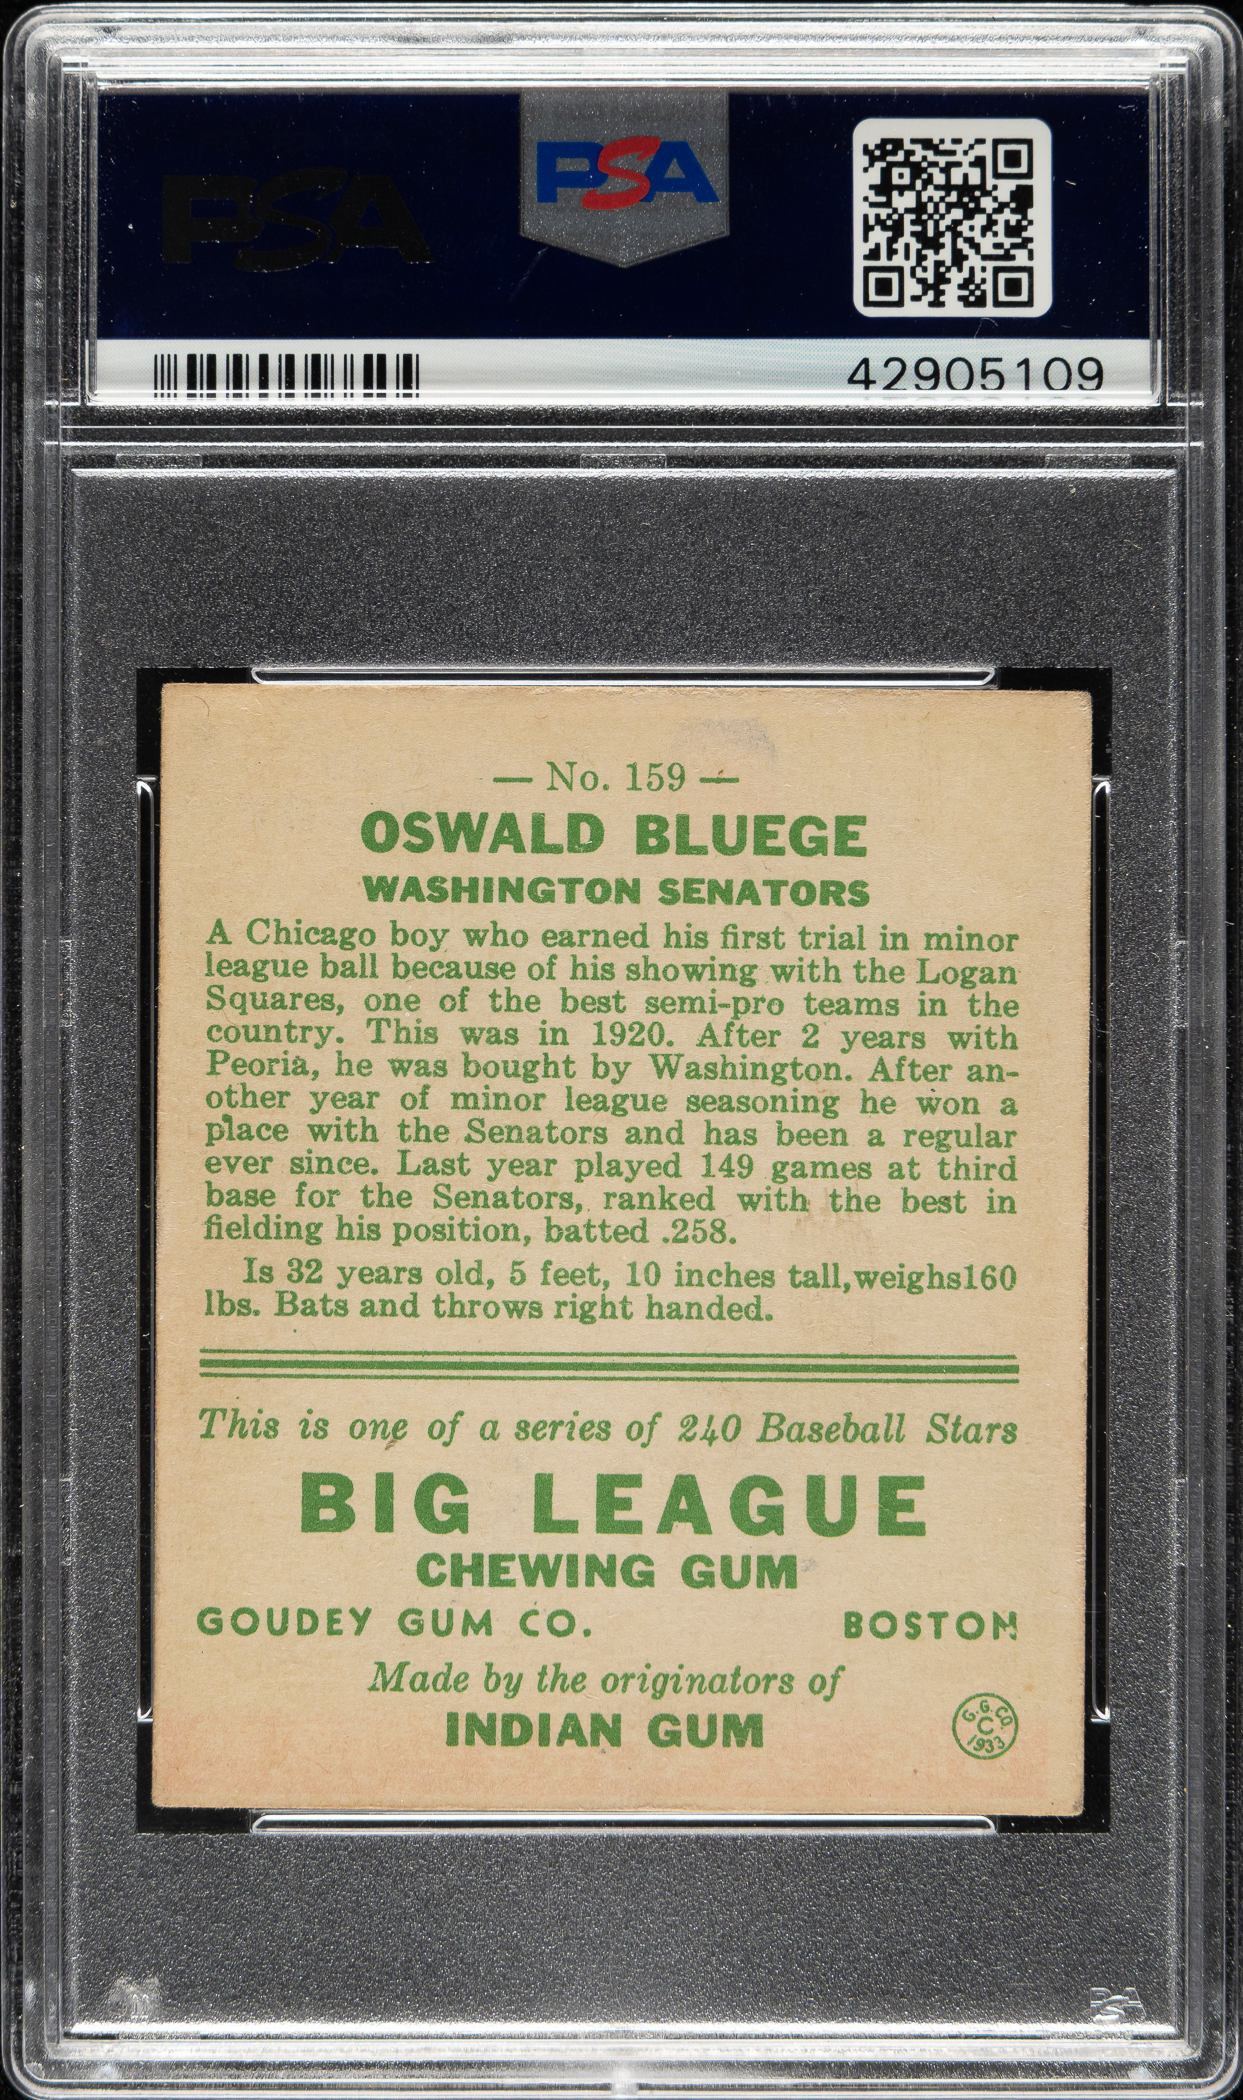 PSA
PSA
42905109
— No. 159 —
OSWALD BLUEGE
WASHINGTON SENATORS
A Chicago boy who earned his first trial in minor
league ball because of his showing with the Logan
Squares, one of the best semi-pro teams in the
country. This was in 1920. After 2 years with
Peoria, he was bought by Washington. After an-
other year of minor league seasoning he won a
place with the Senators and has been a regular
ever since. Last year played 149 games at third
base for the Senators, ranked with the best in
fielding his position, batted .258.
Is 32 years old, 5 feet, 10 inches tall,weighs160
lbs. Bats and throws right handed.
This is one of a series of 240 Baseball Stars
BIG LEAGUE
CHEWING GUM
GOUDEY GUM CO. BOSTON
Made by the originators of
INDIAN GUM
G.G.CO.
C
1933
PSA